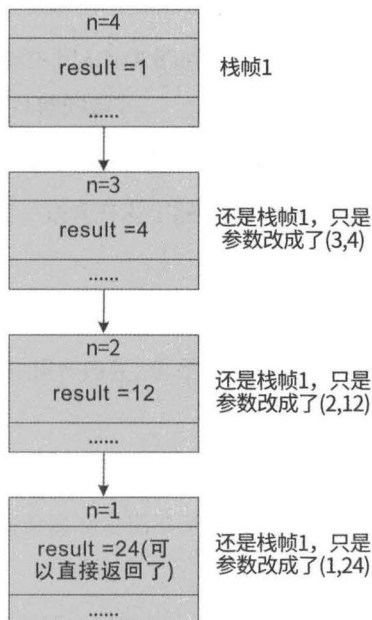 n=4
result =1
栈帧1
......
n=3
result =4
还是栈帧1，只是
参数改成了(3,4)
......
n=2
result =12
还是栈帧1，只是
参数改成了(2,12)
......
n=1
result =24(可
以直接返回了)
还是栈帧1，只是
参数改成了(1,24)
......